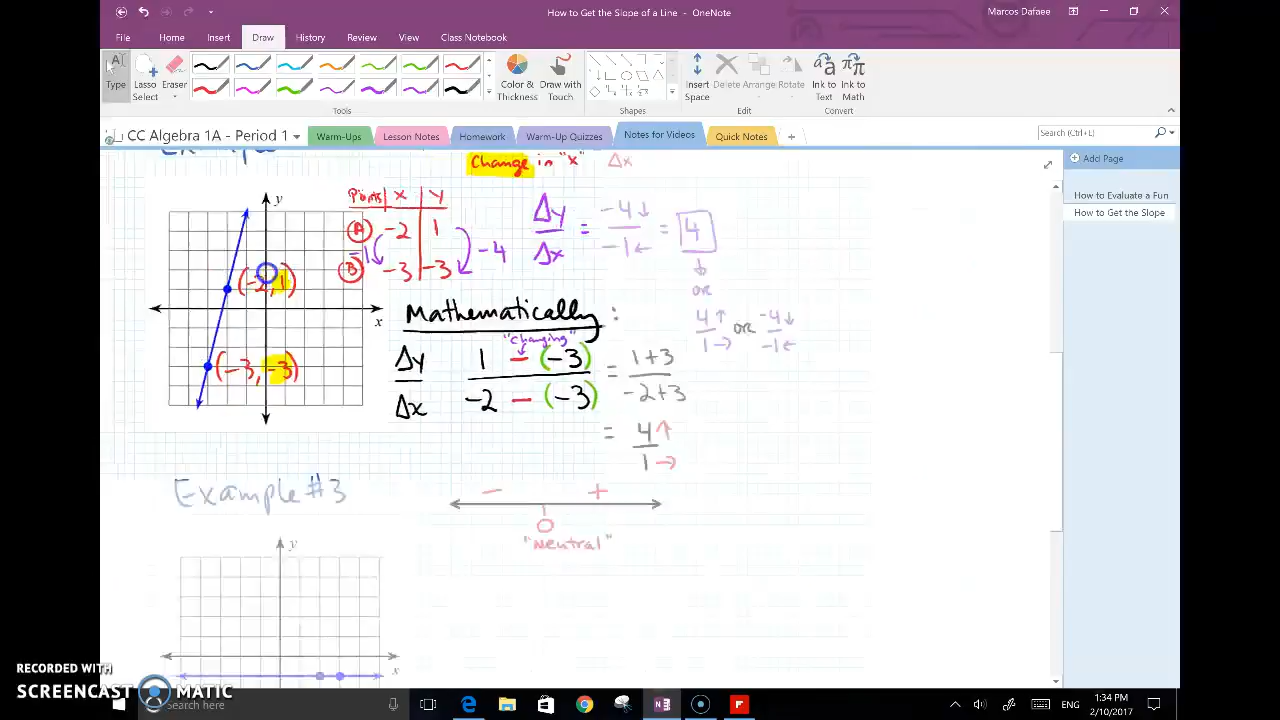 How to Get the Slope of a Line - OneNote
Marcos Dafaee
File Home Insert Draw History Review View Class Notebook
Type
Lasso Select
Eraser
Color & Thickness
Draw with Touch
Insert Space
Delete
Arrange
Rotate
Ink to Text
Ink to Math
Tools
Shapes
Edit
Convert
CC Algebra 1A - Period 1
Warm-Ups Lesson Notes Homework Warm-Up Quizzes Notes for Videos Quick Notes
Search (Ctrl+L)
Add Page
How to Evaluate a Fun
How to Get the Slope
Example
Change in "x" Δx
y
x
(-2, 1)
(-3, -3)
Points x y
A -2 1
B -3 -3
-1
-4
Δy/Δx = -4↓/-1← = 4
↓
or
4↑/1→ or -4↓/-1←
Mathematically:
"changing"
Δy/Δx 1 - (-3)/-2 - (-3) = 1+3/-2+3
= 4↑/1→
Example #3
- +
0
"neutral"
y
x
RECORDED WITH
SCREENCAST MATIC
Search Windows
ENG
1:34 PM
2/10/2017